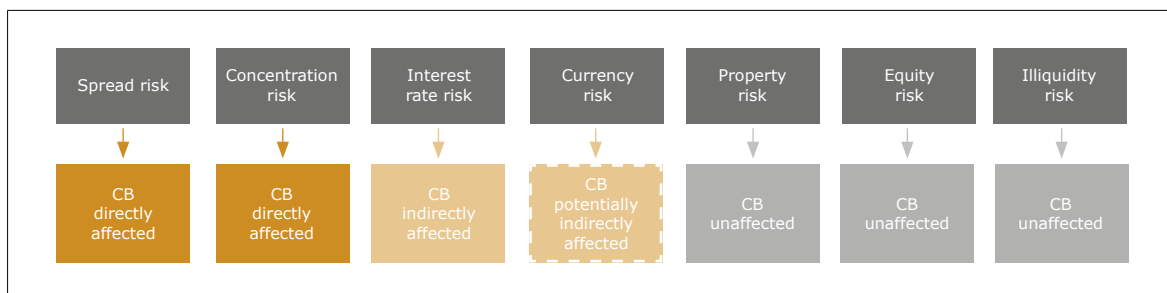 Spread risk
Concentration
risk
Interest
rate risk
Currency
risk
Property
risk
Equity
risk
Illiquidity
risk
CB
directly
affected
CB
directly
affected
CB
indirectly
affected
CB
potentially
indirectly
affected
CB
unaffected
CB
unaffected
CB
unaffected